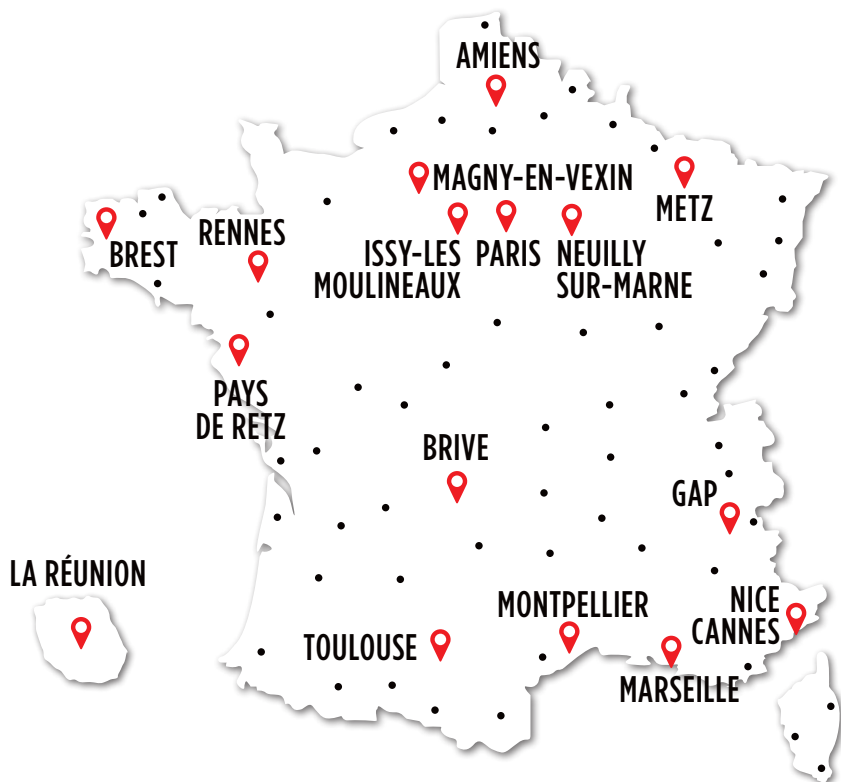 AMIENS
MAGNY-EN-VEXIN
METZ
BREST
RENNES
ISSY-LES
MOULINEAUX
PARIS
NEUILLY
SUR-MARNE
PAYS
DE RETZ
BRIVE
GAP
LA RÉUNION
MONTPELLIER
NICE
CANNES
TOULOUSE
MARSEILLE